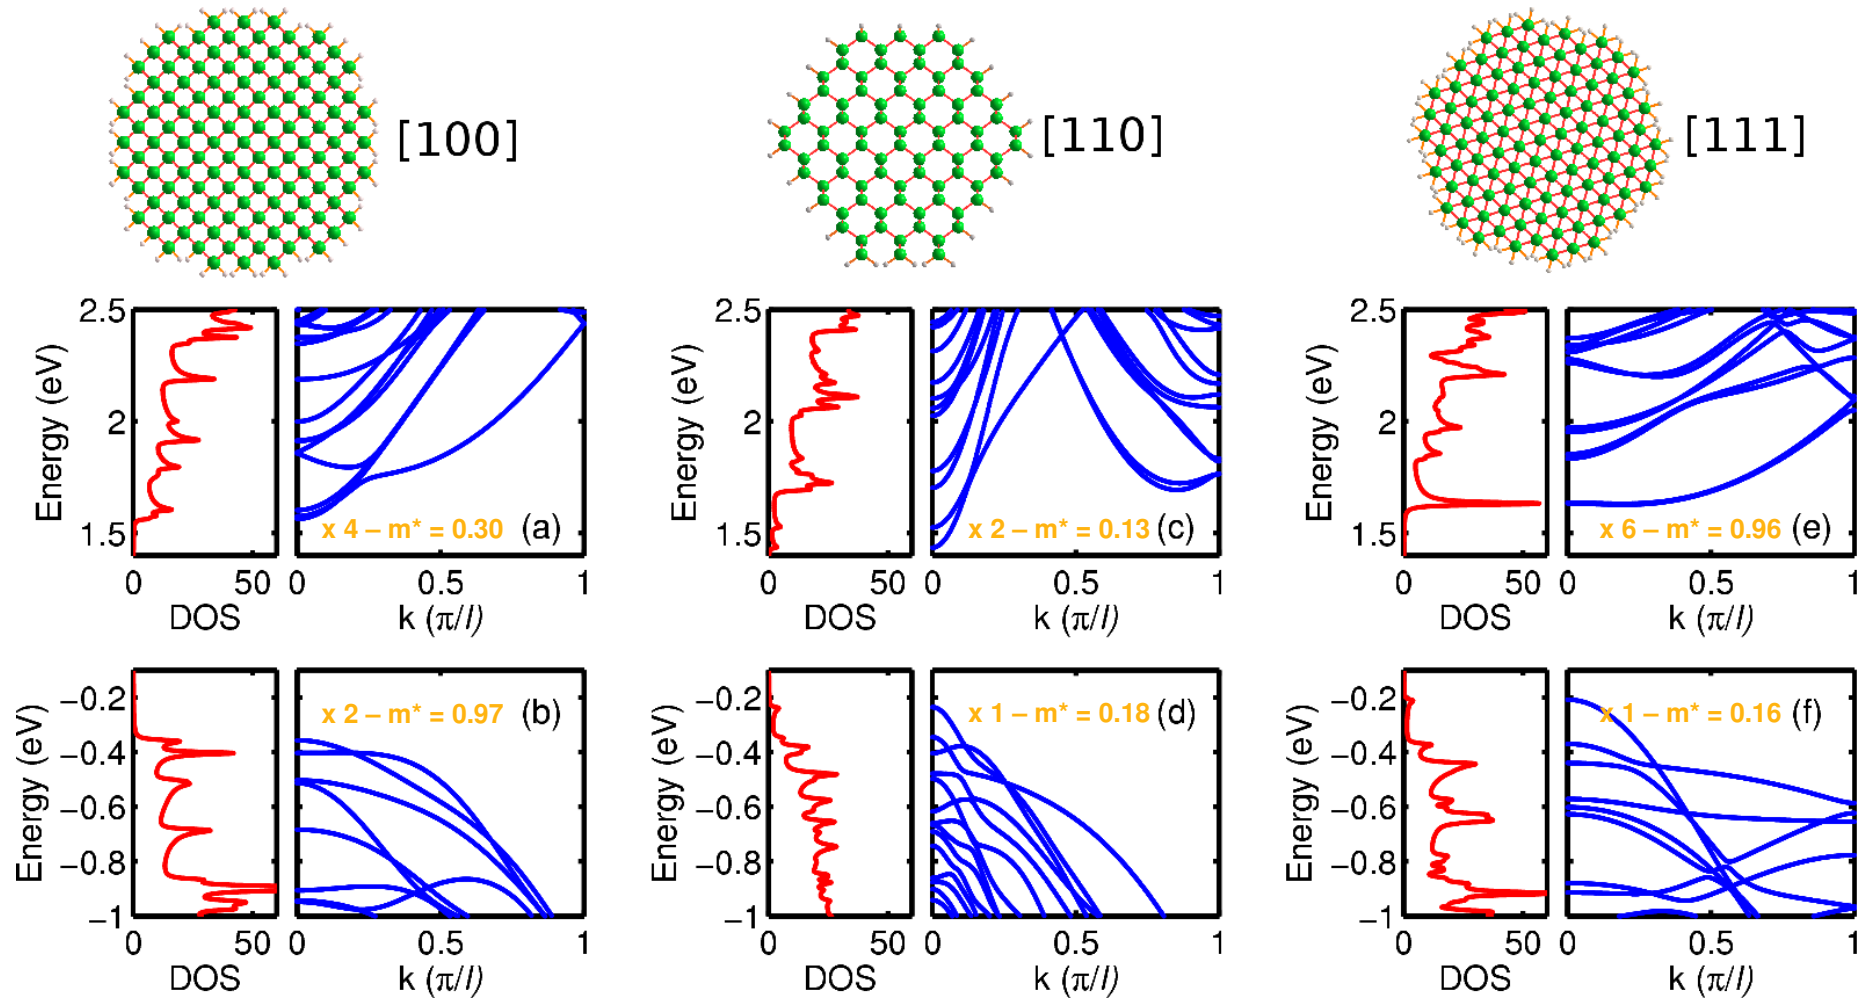 [100]
[110]
[111]
2.5
2
1.5
Energy (eV)
0 50
DOS
x 4 – m* = 0.30 (a)
0 0.5 1
k (π/l)
2.5
2
1.5
Energy (eV)
0 50
DOS
x 2 – m* = 0.13 (c)
0 0.5 1
k (π/l)
2.5
2
1.5
Energy (eV)
0 50
DOS
x 6 – m* = 0.96 (e)
0 0.5 1
k (π/l)
−0.2
−0.4
−0.6
−0.8
−1
Energy (eV)
0 50
DOS
x 2 – m* = 0.97 (b)
0 0.5 1
k (π/l)
−0.2
−0.4
−0.6
−0.8
−1
Energy (eV)
0 50
DOS
x 1 – m* = 0.18 (d)
0 0.5 1
k (π/l)
−0.2
−0.4
−0.6
−0.8
−1
Energy (eV)
0 50
DOS
x 1 – m* = 0.16 (f)
0 0.5 1
k (π/l)